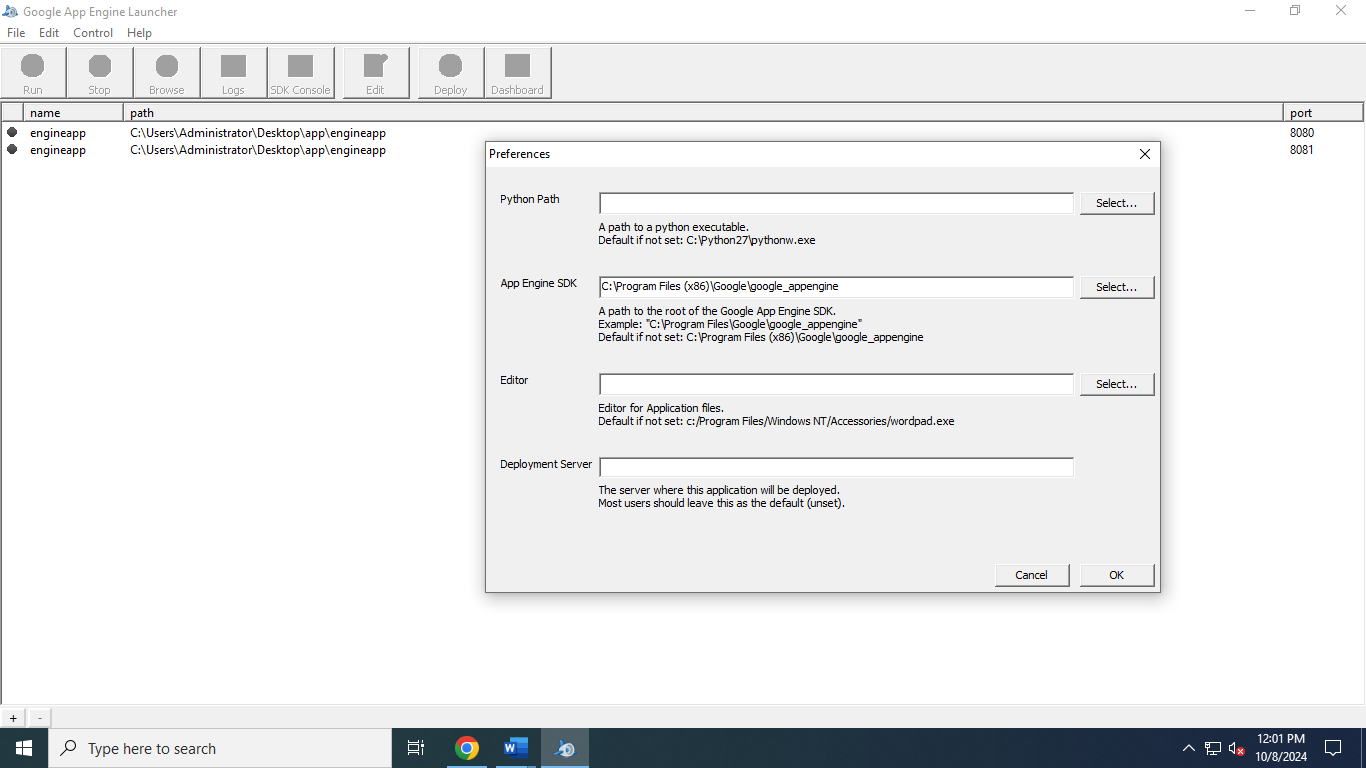 Google App Engine Launcher
File Edit Control Help
Run Stop Browse Logs SDK Console Edit Deploy Dashboard
name path port
engineapp C:\Users\Administrator\Desktop\app\engineapp 8080
engineapp C:\Users\Administrator\Desktop\app\engineapp 8081
Preferences
Python Path
Select...
A path to a python executable.
Default if not set: C:\Python27\pythonw.exe
App Engine SDK C:\Program Files (x86)\Google\google_appengine Select...
A path to the root of the Google App Engine SDK.
Example: "C:\Program Files\Google\google_appengine"
Default if not set: C:\Program Files (x86)\Google\google_appengine
Editor
Select...
Editor for Application files.
Default if not set: c:/Program Files/Windows NT/Accessories/wordpad.exe
Deployment Server
The server where this application will be deployed.
Most users should leave this as the default (unset).
Cancel OK
+ -
Type here to search
12:01 PM
10/8/2024